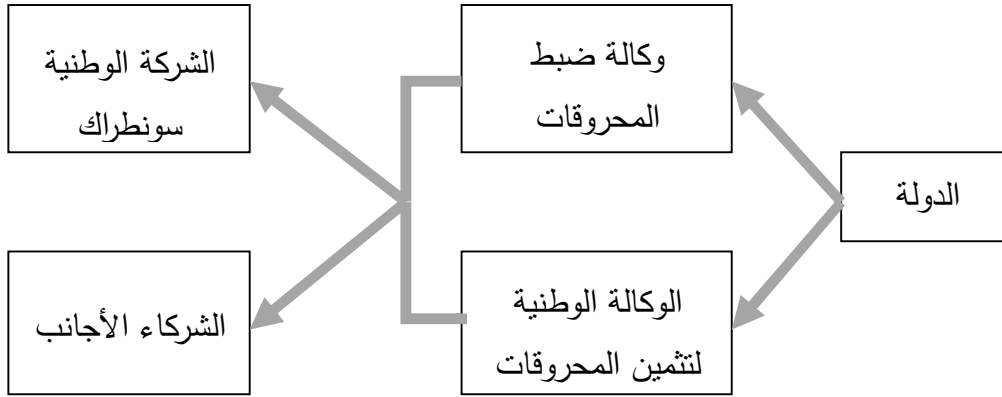 الدولة
وكالة ضبط
المحروقات
الوكالة الوطنية
لتثمين المحروقات
الشركة الوطنية
سونطراك
الشركاء الأجانب